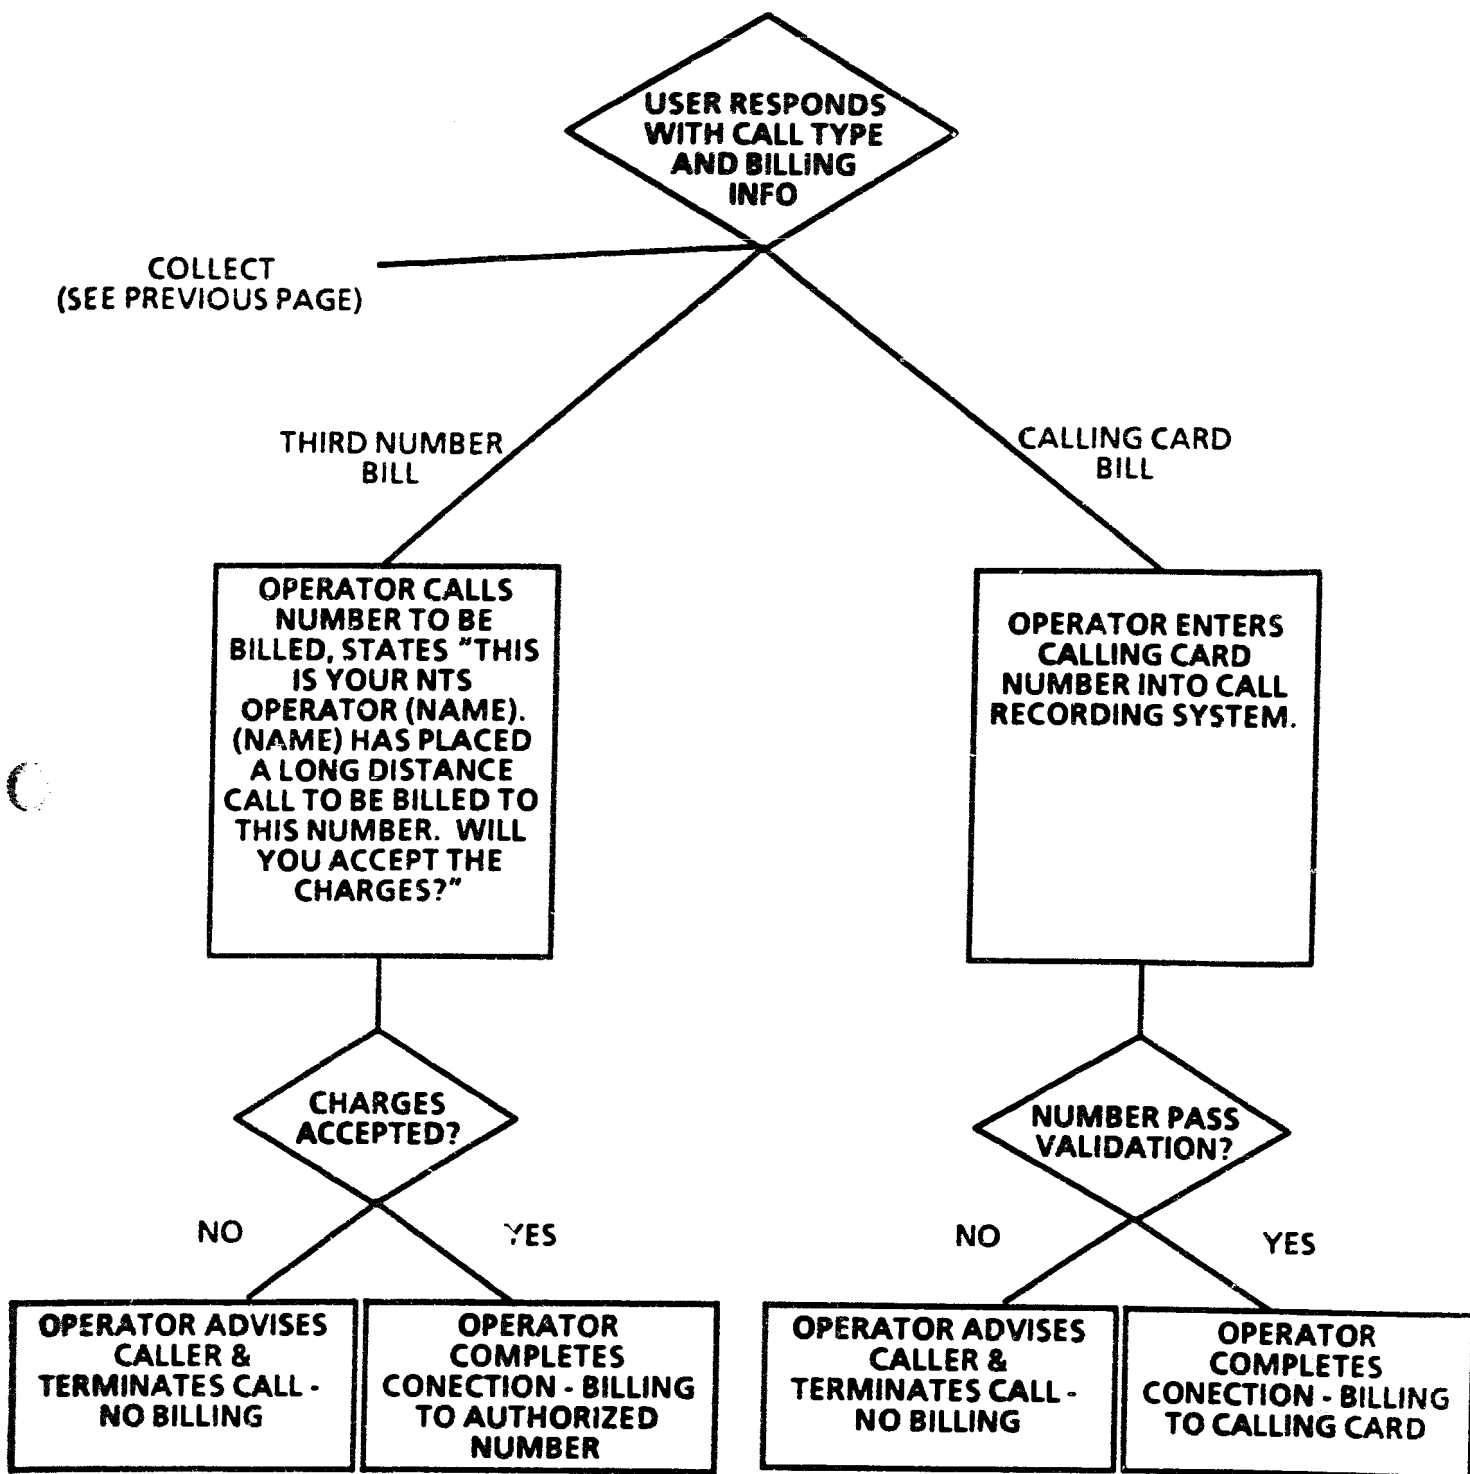 USER RESPONDS
WITH CALL TYPE
AND BILLING
INFO
COLLECT
(SEE PREVIOUS PAGE)
THIRD NUMBER
BILL
CALLING CARD
BILL
OPERATOR CALLS
NUMBER TO BE
BILLED, STATES "THIS
IS YOUR NTS
OPERATOR (NAME).
(NAME) HAS PLACED
A LONG DISTANCE
CALL TO BE BILLED TO
THIS NUMBER. WILL
YOU ACCEPT THE
CHARGES?"
OPERATOR ENTERS
CALLING CARD
NUMBER INTO CALL
RECORDING SYSTEM.
CHARGES
ACCEPTED?
NUMBER PASS
VALIDATION?
NO
YES
NO
YES
OPERATOR ADVISES
CALLER &
TERMINATES CALL -
NO BILLING
OPERATOR
COMPLETES
CONECTION - BILLING
TO AUTHORIZED
NUMBER
OPERATOR ADVISES
CALLER &
TERMINATES CALL -
NO BILLING
OPERATOR
COMPLETES
CONECTION - BILLING
TO CALLING CARD